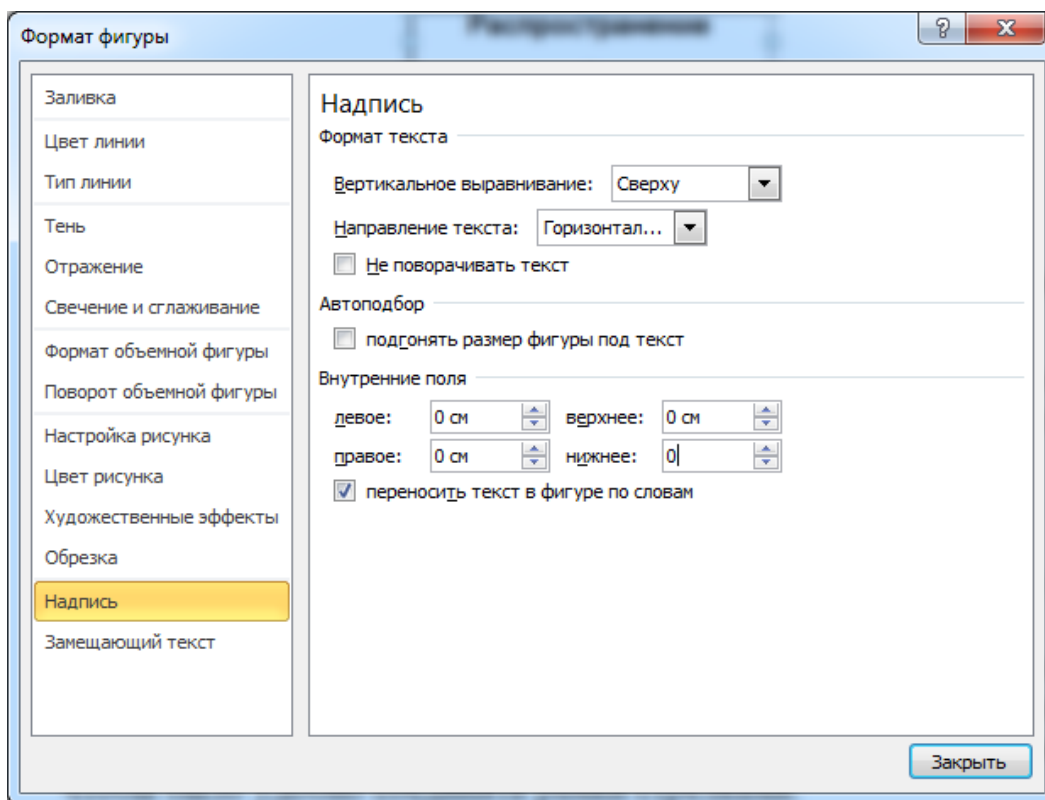 Распространение
Формат фигуры
Заливка
Цвет линии
Тип линии
Тень
Отражение
Свечение и сглаживание
Формат объемной фигуры
Поворот объемной фигуры
Настройка рисунка
Цвет рисунка
Художественные эффекты
Обрезка
Надпись
Замещающий текст
Надпись
Формат текста
Вертикальное выравнивание: Сверху
Направление текста: Горизонтал...
Не поворачивать текст
Автоподбор
подгонять размер фигуры под текст
Внутренние поля
левое: 0 см верхнее: 0 см
правое: 0 см нижнее: 0
переносить текст в фигуре по словам
Закрыть